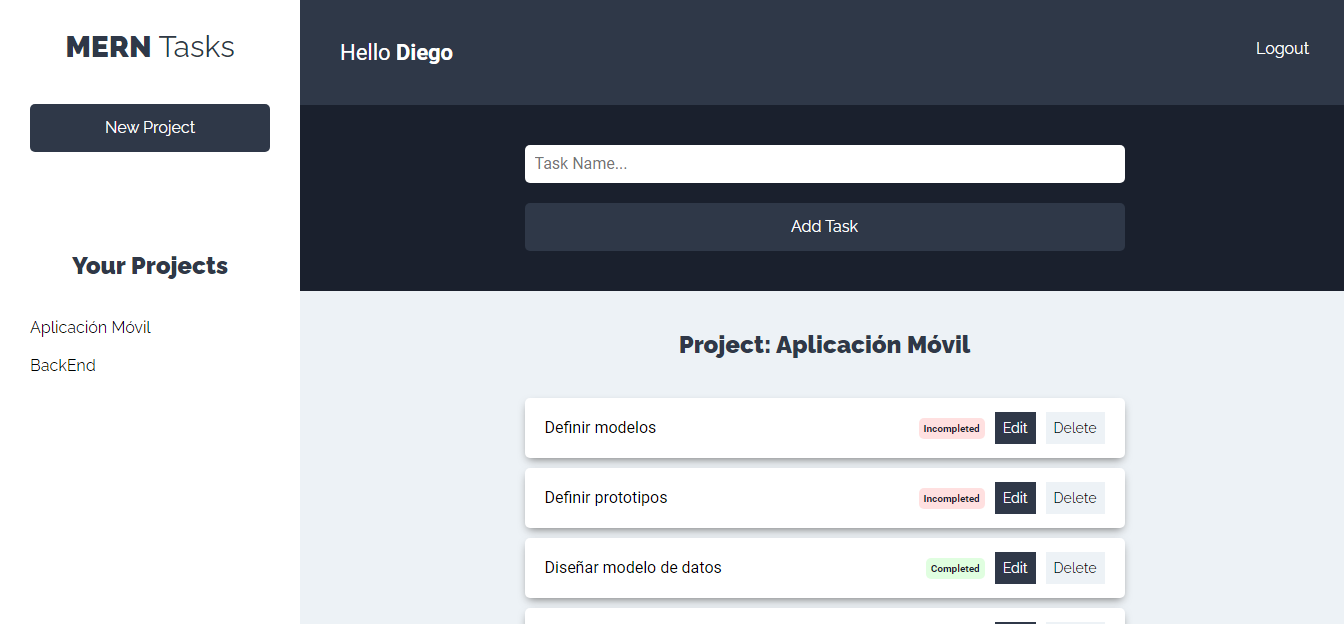 MERN Tasks
New Project
Your Projects
Aplicación Móvil
BackEnd
Hello Diego
Logout
Task Name...
Add Task
Project: Aplicación Móvil
Definir modelos Incompleted Edit Delete
Definir prototipos Incompleted Edit Delete
Diseñar modelo de datos Completed Edit Delete